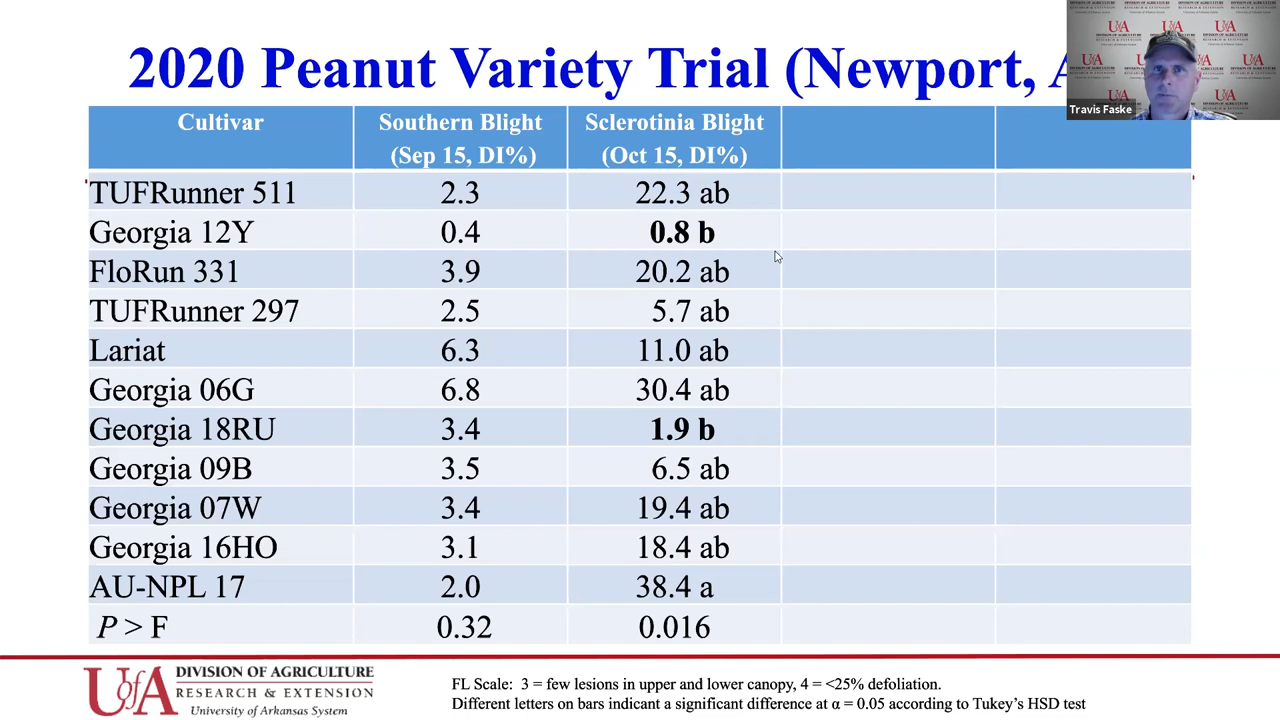 2020 Peanut Variety Trial (Newport,
Travis Faske
Cultivar Southern Blight (Sep 15, DI%) Sclerotinia Blight (Oct 15, DI%)
TUFRunner 511 2.3 22.3 ab
Georgia 12Y 0.4 0.8 b
FloRun 331 3.9 20.2 ab
TUFRunner 297 2.5 5.7 ab
Lariat 6.3 11.0 ab
Georgia 06G 6.8 30.4 ab
Georgia 18RU 3.4 1.9 b
Georgia 09B 3.5 6.5 ab
Georgia 07W 3.4 19.4 ab
Georgia 16HO 3.1 18.4 ab
AU-NPL 17 2.0 38.4 a
P > F 0.32 0.016
UofA DIVISION OF AGRICULTURE
RESEARCH & EXTENSION
University of Arkansas System
FL Scale: 3 = few lesions in upper and lower canopy, 4 = <25% defoliation.
Different letters on bars indicant a significant difference at α = 0.05 according to Tukey's HSD test